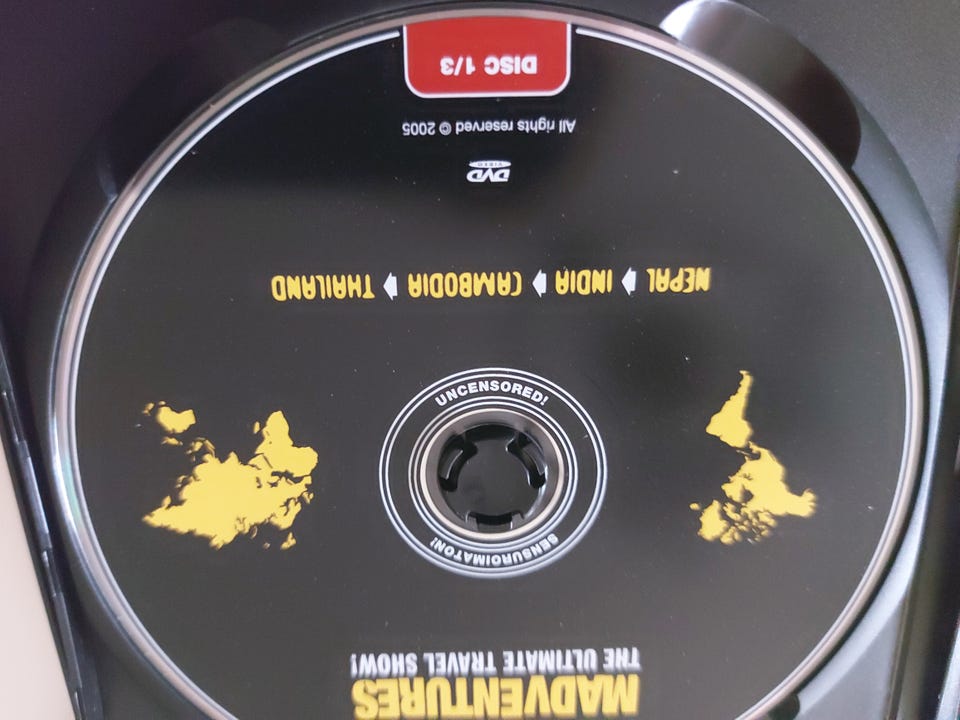 MADVENTURES
THE ULTIMATE TRAVEL SHOW!
SENSUROIMATON!
UNCENSORED!
NEPAL INDIA CAMBODIA THAILAND
DVD
VIDEO
All rights reserved © 2005
DISC 1/3